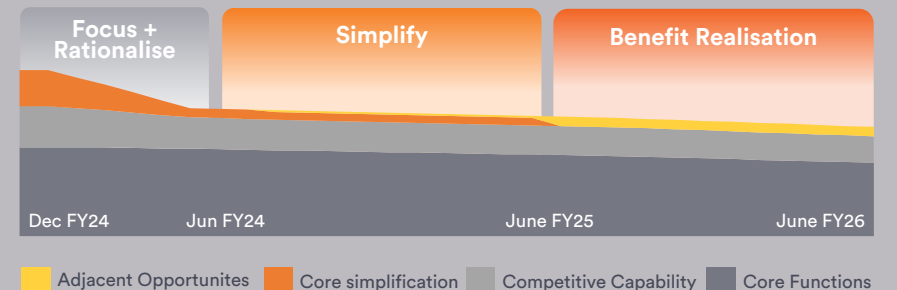 Focus +
Rationalise
Simplify
Benefit Realisation
Dec FY24
Jun FY24
June FY25
June FY26
Adjacent Opportunites
Core simplification
Competitive Capability
Core Functions